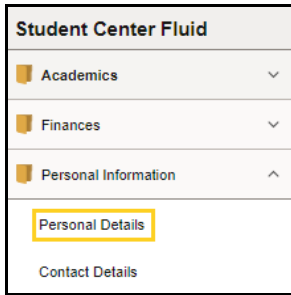 Student Center Fluid
Academics
Finances
Personal Information
Personal Details
Contact Details